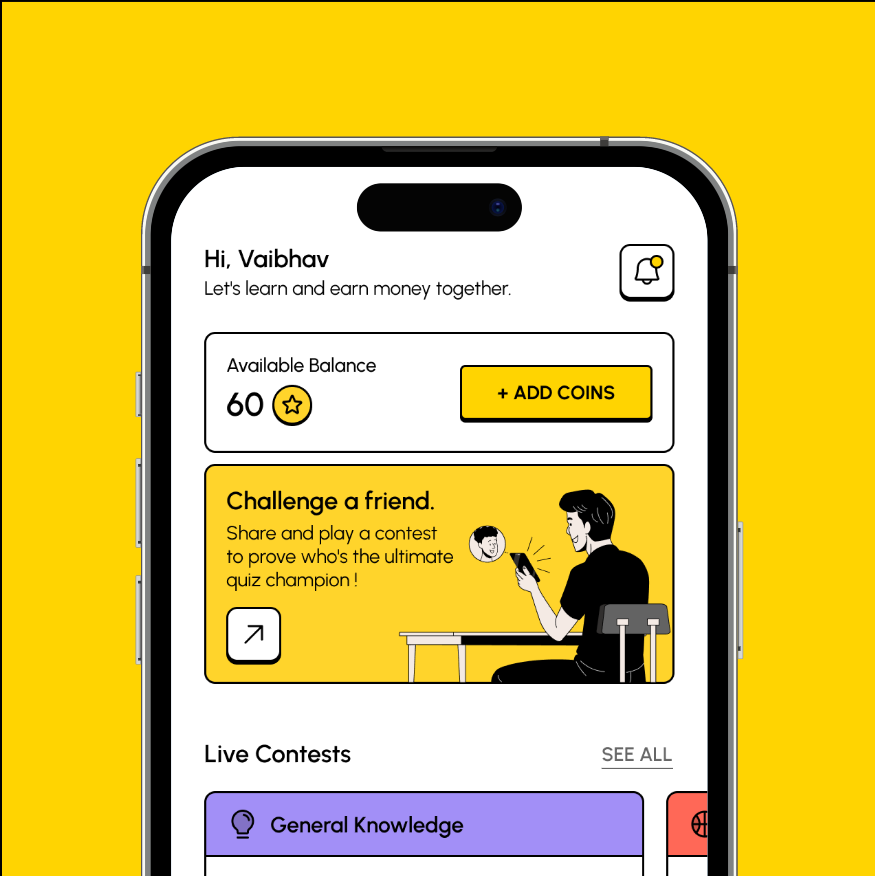 Hi, Vaibhav
Let's learn and earn money together.
Available Balance
60
+ ADD COINS
Challenge a friend.
Share and play a contest
to prove who's the ultimate
quiz champion !
Live Contests
SEE ALL
General Knowledge